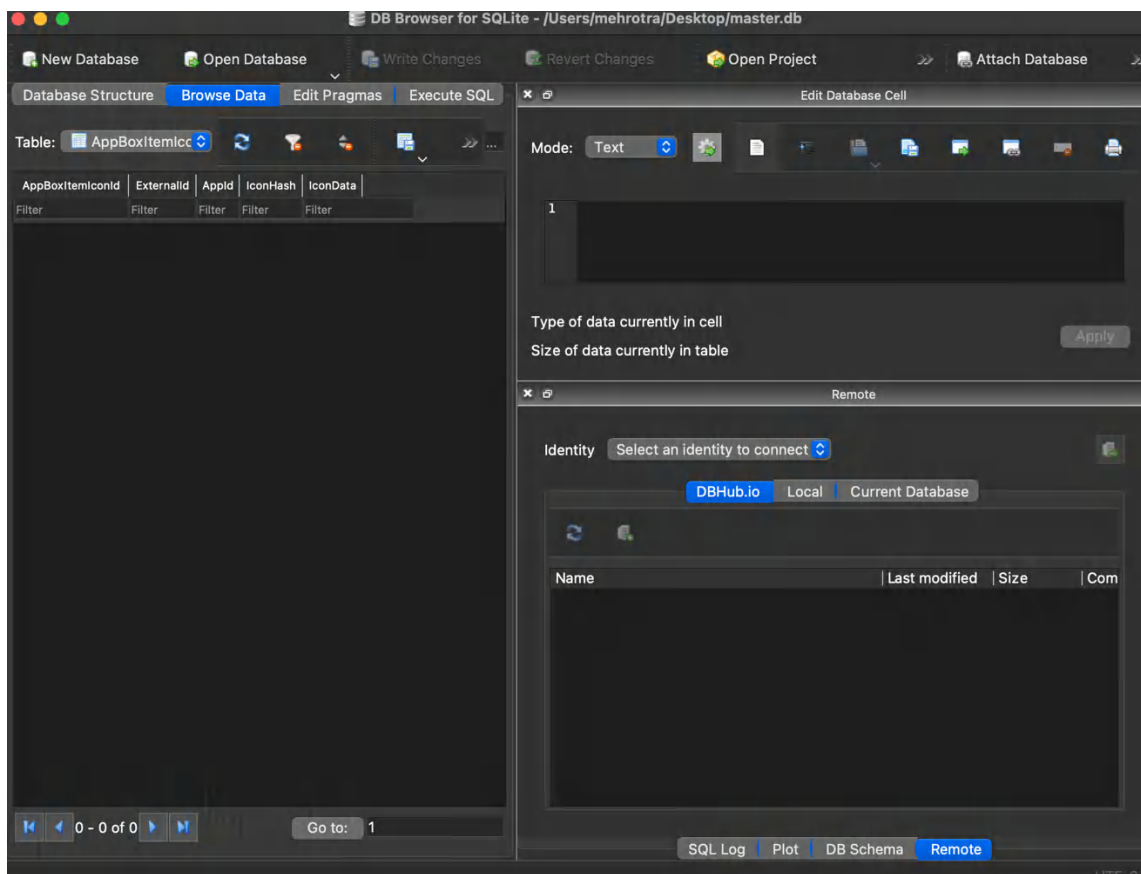 DB Browser for SQLite - /Users/mehrotra/Desktop/master.db
New Database Open Database Write Changes Revert Changes Open Project Attach Database
Database Structure Browse Data Edit Pragmas Execute SQL
Table: AppBoxItemIcc
AppBoxItemIconId ExternalId AppId IconHash IconData
Filter Filter Filter Filter Filter
0 - 0 of 0 Go to: 1
Edit Database Cell
Mode: Text
1
Type of data currently in cell
Size of data currently in table
Apply
Remote
Identity Select an identity to connect
DBHub.io Local Current Database
Name Last modified Size Com
SQL Log Plot DB Schema Remote